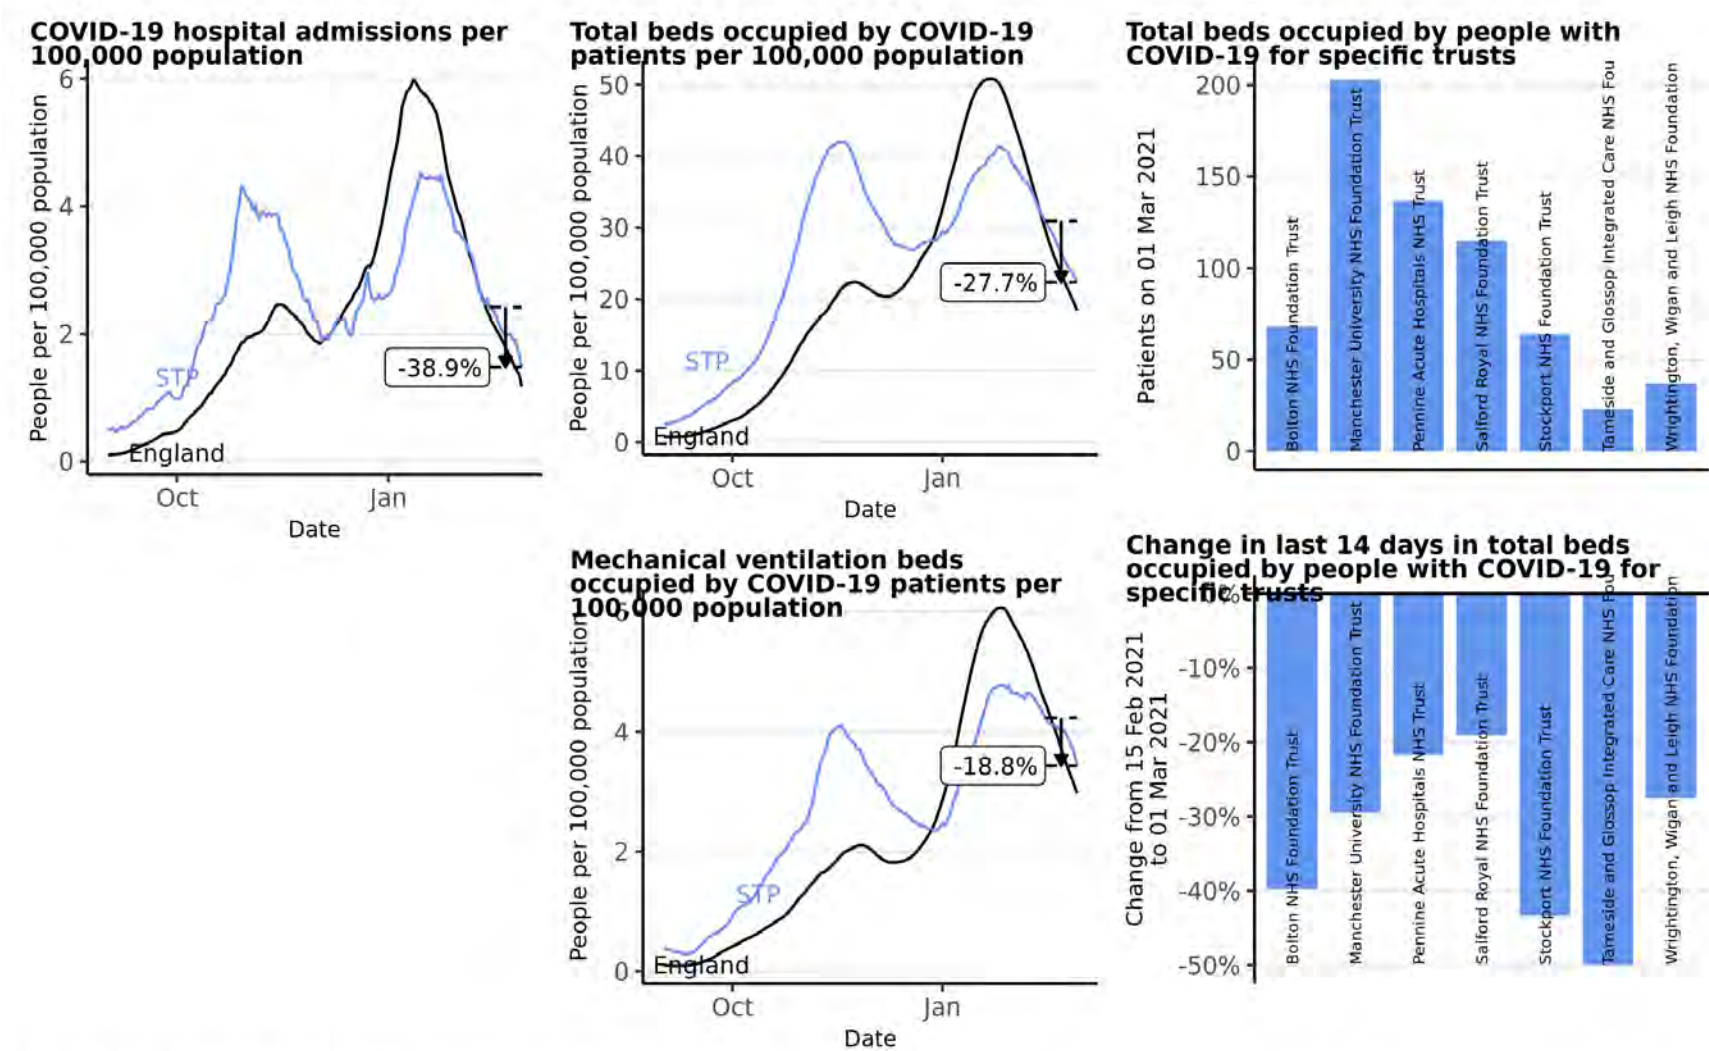 COVID-19 hospital admissions per
100,000 population
People per 100,000 population
6
4
2
0
STP
England
-38.9%
Oct
Jan
Date
Total beds occupied by COVID-19
patients per 100,000 population
People per 100,000 population
50
40
30
20
10
0
STP
England
-27.7%
Oct
Jan
Date
Total beds occupied by people with
COVID-19 for specific trusts
Patients on 01 Mar 2021
200
150
100
50
0
Bolton NHS Foundation Trust
Manchester University NHS Foundation Trust
Pennine Acute Hospitals NHS Trust
Salford Royal NHS Foundation Trust
Stockport NHS Foundation Trust
Tameside and Glossop Integrated Care NHS Fou
Wrightington, Wigan and Leigh NHS Foundation
Mechanical ventilation beds
occupied by COVID-19 patients per
100,000 population
People per 100,000 population
6
4
2
0
STP
England
-18.8%
Oct
Jan
Date
Change in last 14 days in total beds
occupied by people with COVID-19 for
specific trusts
Change from 15 Feb 2021
to 01 Mar 2021
0%
-10%
-20%
-30%
-40%
-50%
Bolton NHS Foundation Trust
Manchester University NHS Foundation Trust
Pennine Acute Hospitals NHS Trust
Salford Royal NHS Foundation Trust
Stockport NHS Foundation Trust
Tameside and Glossop Integrated Care NHS Fou
Wrightington, Wigan and Leigh NHS Foundation